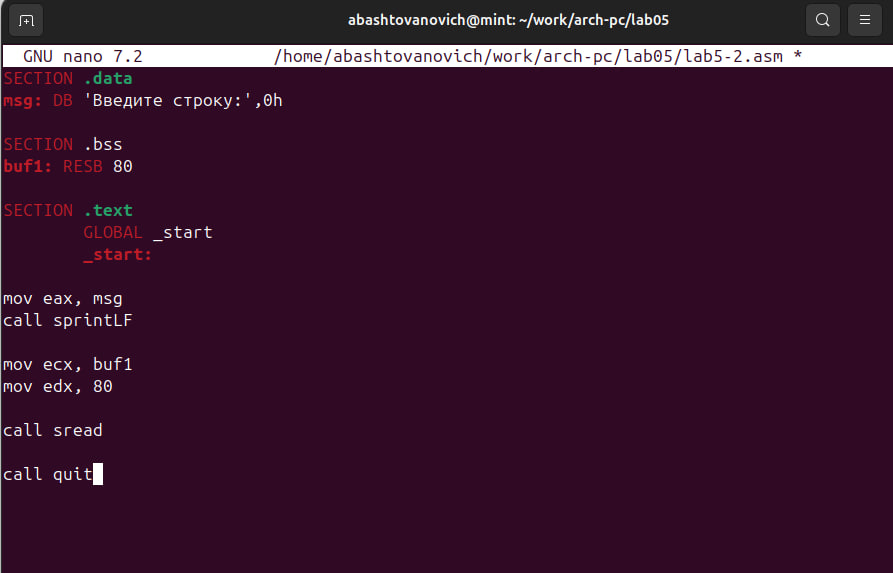 abashtovanovich@mint: ~/work/arch-pc/lab05
GNU nano 7.2 /home/abashtovanovich/work/arch-pc/lab05/lab5-2.asm *
SECTION .data
msg: DB 'Введите строку:',0h
SECTION .bss
buf1: RESB 80
SECTION .text
GLOBAL _start
_start:
mov eax, msg
call sprintLF
mov ecx, buf1
mov edx, 80
call sread
call quit